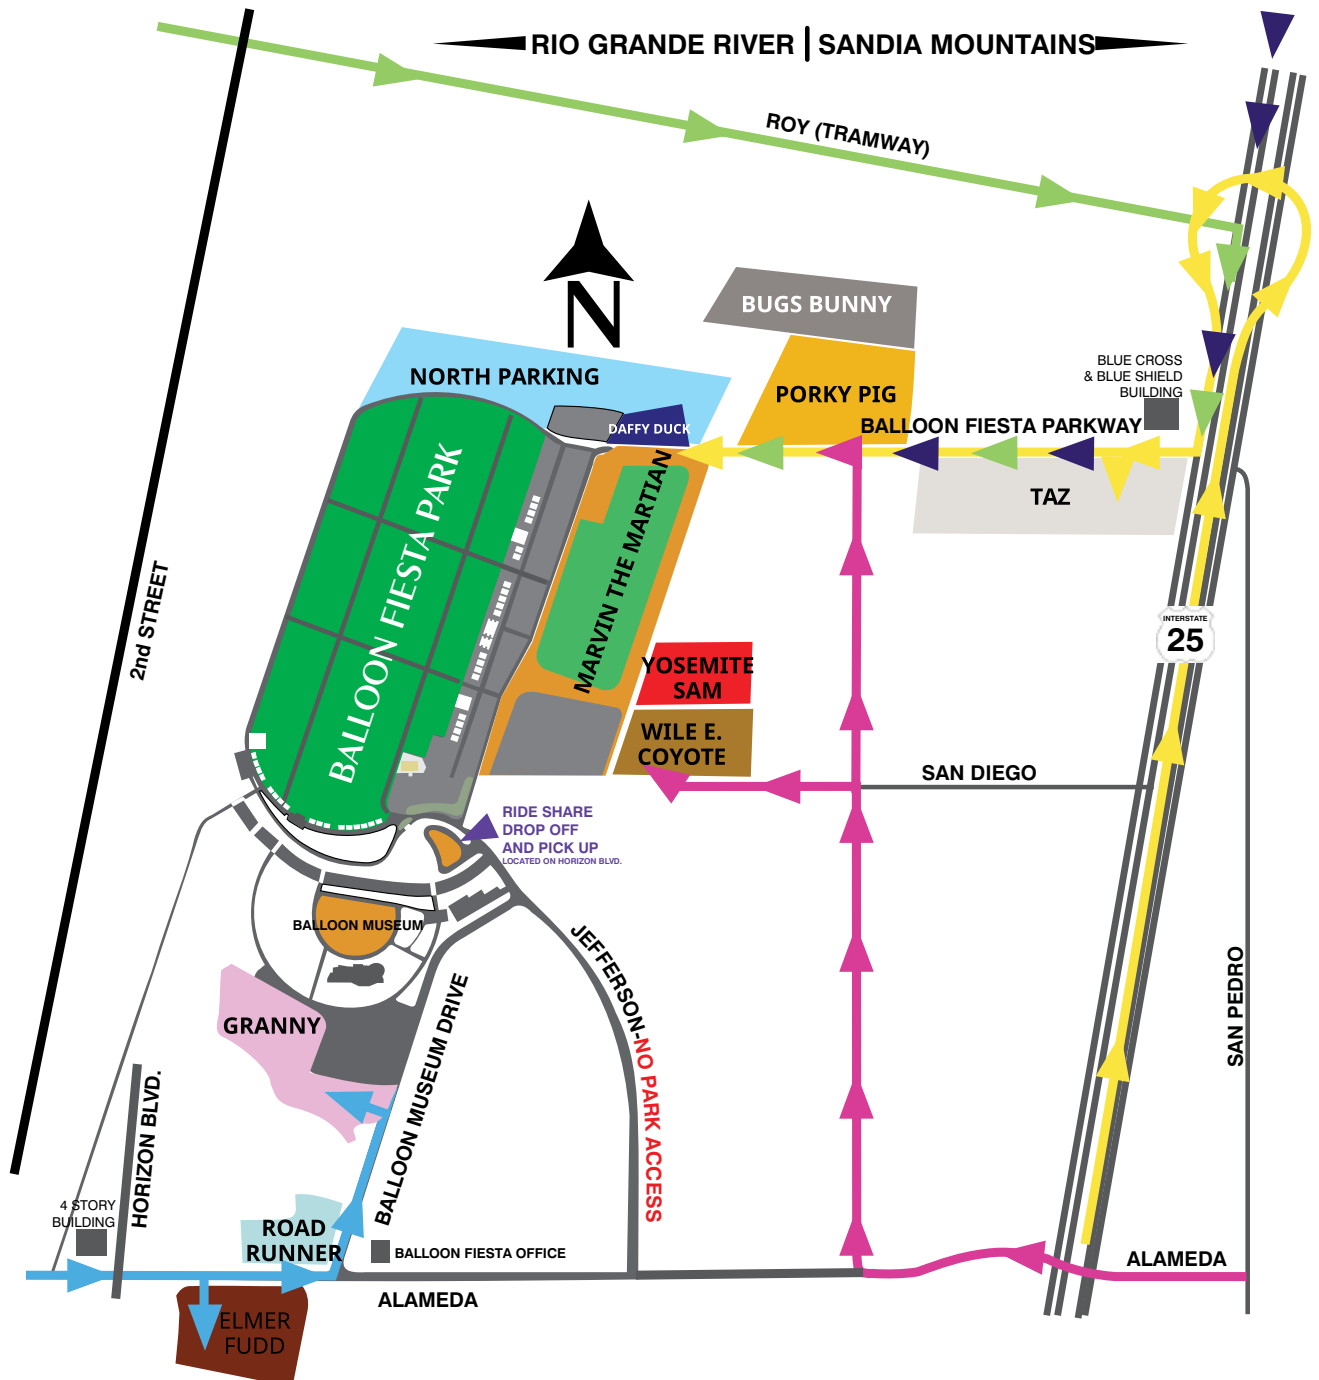 RIO GRANDE RIVER | SANDIA MOUNTAINS
ROY (TRAMWAY)
N
BUGS BUNNY
NORTH PARKING
PORKY PIG
BLUE CROSS
& BLUE SHIELD
BUILDING
DAFFY DUCK
BALLOON FIESTA PARKWAY
TAZ
BALLOON FIESTA PARK
MARVIN THE MARTIAN
2nd STREET
INTERSTATE
25
YOSEMITE
SAM
WILE E.
COYOTE
SAN DIEGO
RIDE SHARE
DROP OFF
AND PICK UP
LOCATED ON HORIZON BLVD.
BALLOON MUSEUM
JEFFERSON-NO PARK ACCESS
SAN PEDRO
GRANNY
BALLOON MUSEUM DRIVE
HORIZON BLVD.
4 STORY
BUILDING
ROAD
RUNNER
BALLOON FIESTA OFFICE
ALAMEDA
ALAMEDA
ELMER
FUDD